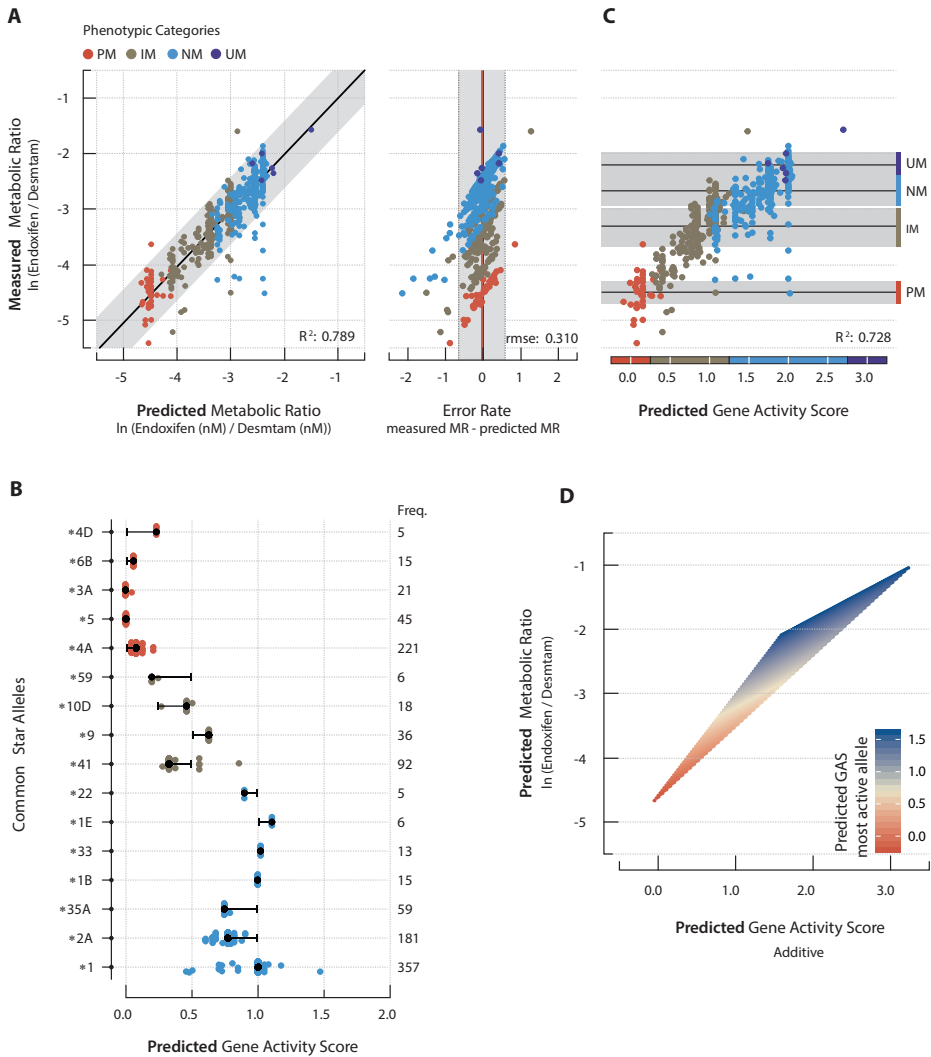 A
Phenotypic Categories
PM IM NM UM
Measured Metabolic Ratio
ln (Endoxifen / Desmtam)
-1
-2
-3
-4
-5
R²: 0.789
-5 -4 -3 -2 -1
Predicted Metabolic Ratio
ln (Endoxifen (nM) / Desmtam (nM))
rmse: 0.310
-2 -1 0 1 2
Error Rate
measured MR - predicted MR
C
UM
NM
IM
PM
R²: 0.728
0.0 0.5 1.0 1.5 2.0 2.5 3.0
Predicted Gene Activity Score
B
Freq.
Common Star Alleles
*4D 5
*6B 15
*3A 21
*5 45
*4A 221
*59 6
*10D 18
*9 36
*41 92
*22 5
*1E 6
*33 13
*1B 15
*35A 59
*2A 181
*1 357
0.0 0.5 1.0 1.5 2.0
Predicted Gene Activity Score
D
Predicted Metabolic Ratio
ln (Endoxifen / Desmtam)
-1
-2
-3
-4
-5
Predicted GAS
most active allele
1.5
1.0
0.5
0.0
0.0 1.0 2.0 3.0
Predicted Gene Activity Score
Additive